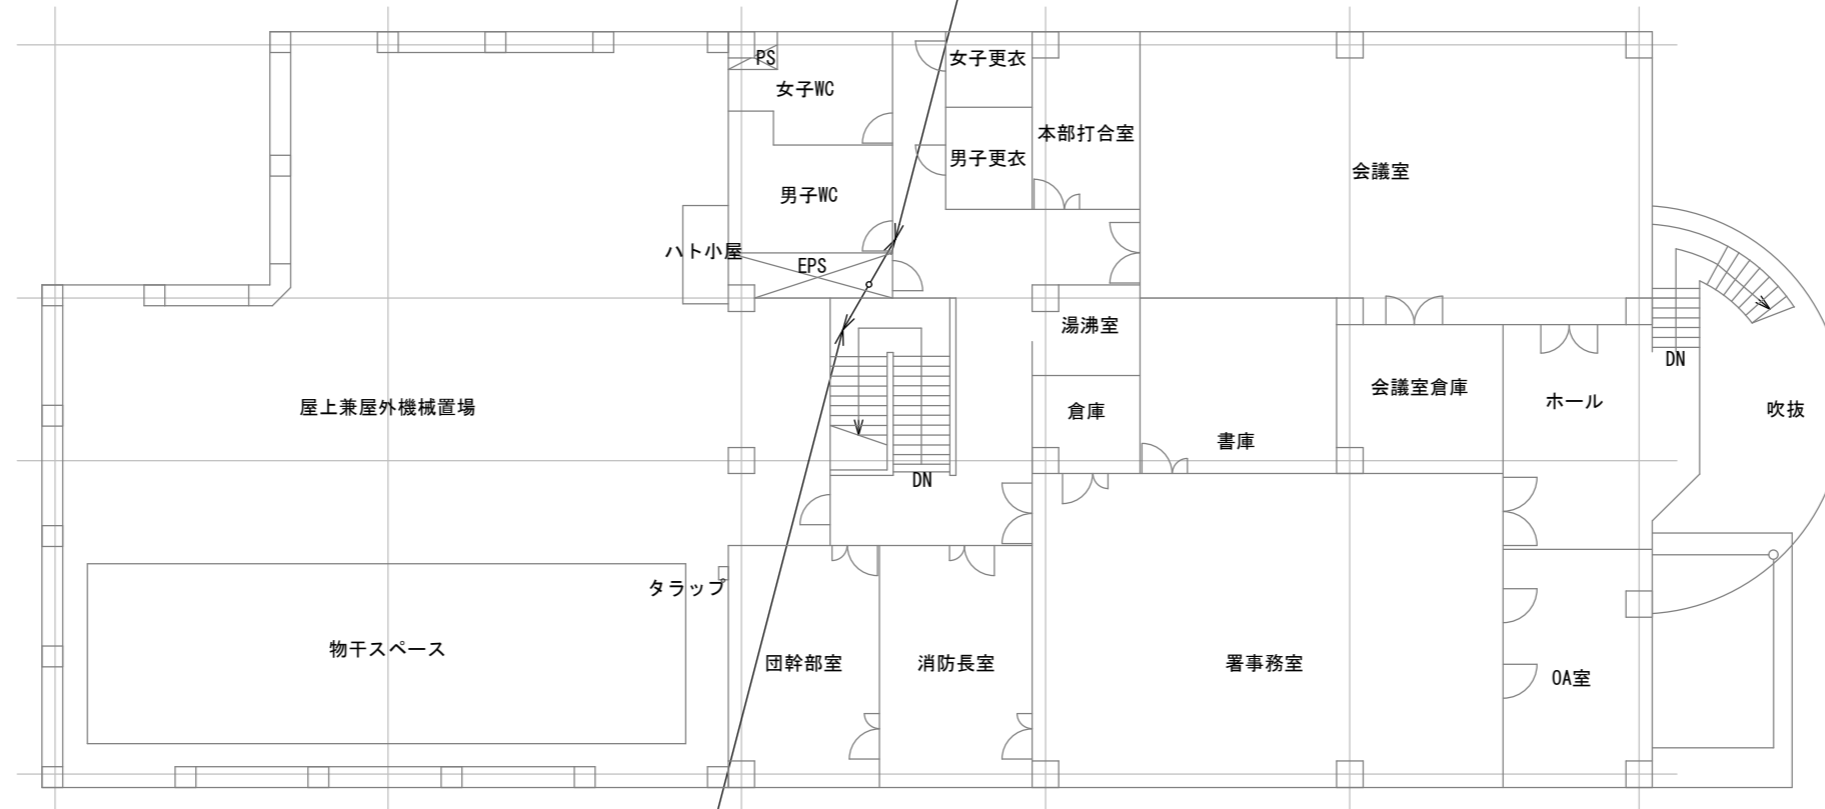 PS
女子WC
女子更衣
本部打合室
男子更衣
会議室
男子WC
ハト小屋
EPS
湯沸室
DN
会議室倉庫
ホール
屋上兼屋外機械置場
倉庫
吹抜
書庫
DN
タラップ
物干スペース
団幹部室
消防長室
署事務室
OA室